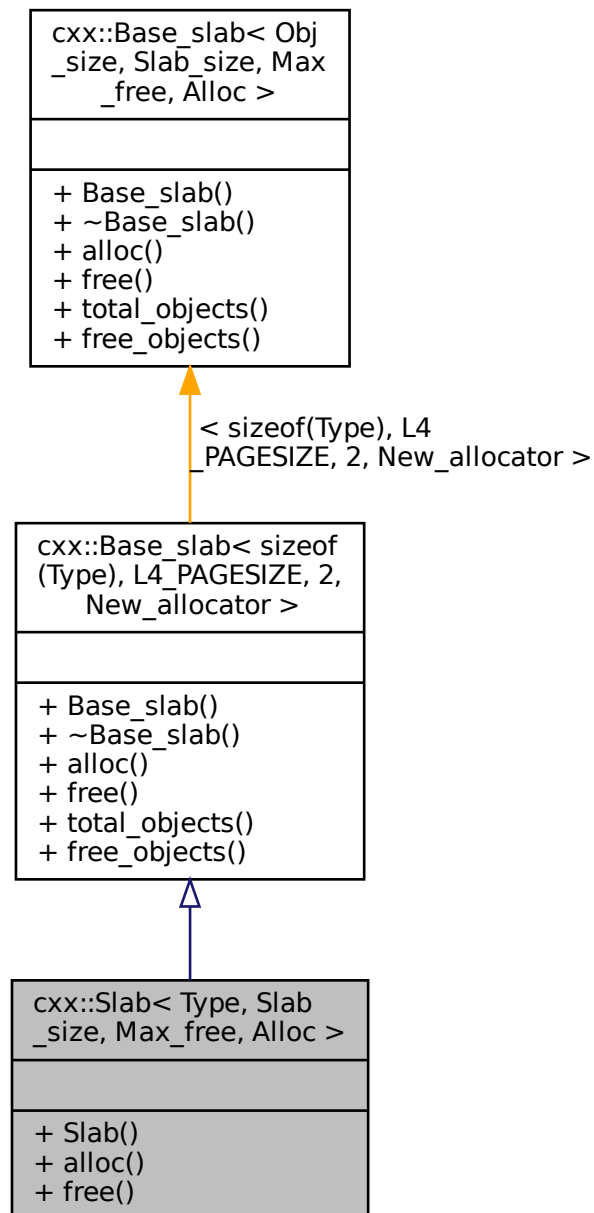 cxx::Base_slab< Obj
_size, Slab_size, Max
_free, Alloc >
+ Base_slab()
+ ~Base_slab()
+ alloc()
+ free()
+ total_objects()
+ free_objects()
< sizeof(Type), L4
_PAGESIZE, 2, New_allocator >
cxx::Base_slab< sizeof
(Type), L4_PAGESIZE, 2,
New_allocator >
+ Base_slab()
+ ~Base_slab()
+ alloc()
+ free()
+ total_objects()
+ free_objects()
cxx::Slab< Type, Slab
_size, Max_free, Alloc >
+ Slab()
+ alloc()
+ free()